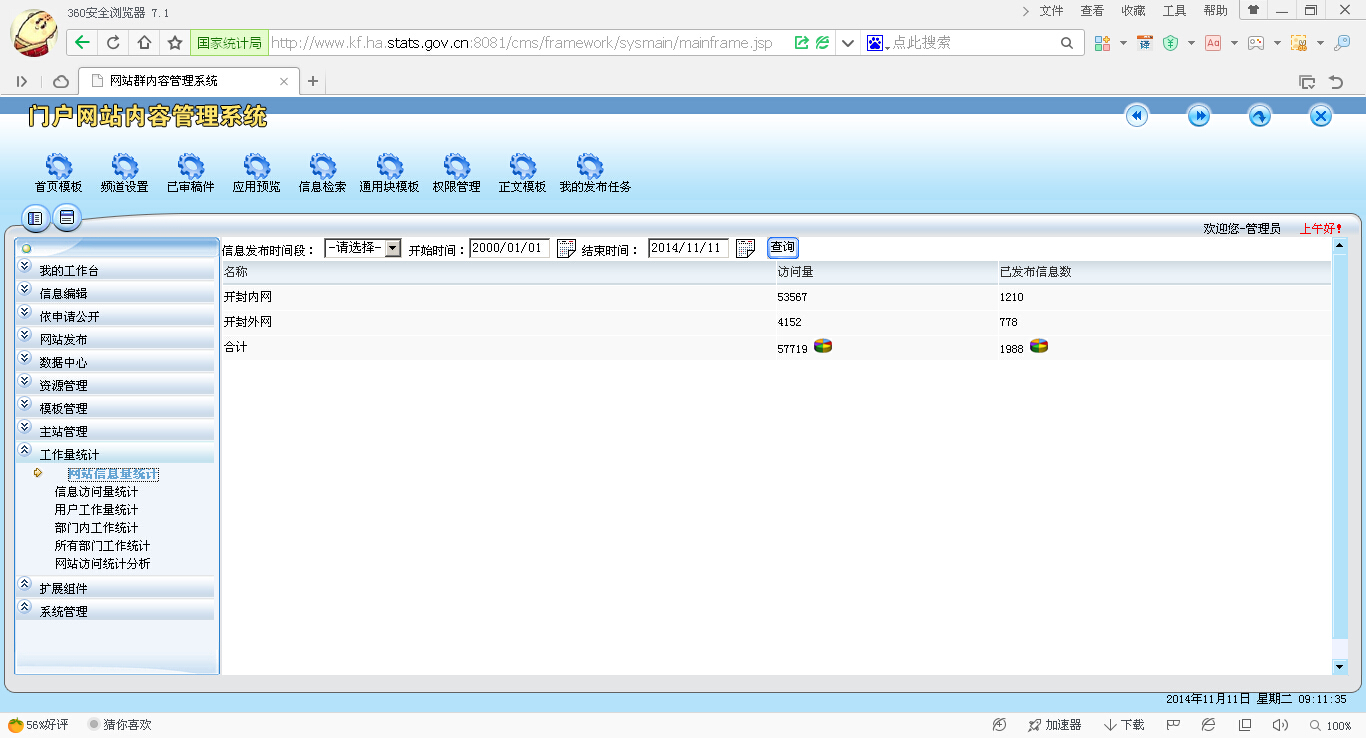 360安全浏览器 7.1
文件 查看 收藏 工具 帮助
国家统计局 http://www.kf.ha.stats.gov.cn:8081/cms/framework/sysmain/mainframe.jsp
点此搜索
网站群内容管理系统
门户网站内容管理系统
首页模板 频道设置 已审稿件 应用预览 信息检索 通用块模板 权限管理 正文模板 我的发布任务
欢迎您-管理员 上午好!
信息发布时间段： -请选择- 开始时间：2000/01/01 结束时间： 2014/11/11 查询
名称 访问量 已发布信息数
开封内网 53567 1210
开封外网 4152 778
合计 57719 1988
我的工作台
信息编辑
依申请公开
网站发布
数据中心
资源管理
模板管理
主站管理
工作量统计
网站信息量统计
信息访问量统计
用户工作量统计
部门内工作统计
所有部门工作统计
网站访问统计分析
扩展组件
系统管理
2014年11月11日 星期二 09:11:35
56%好评 猜你喜欢 加速器 下载 100%